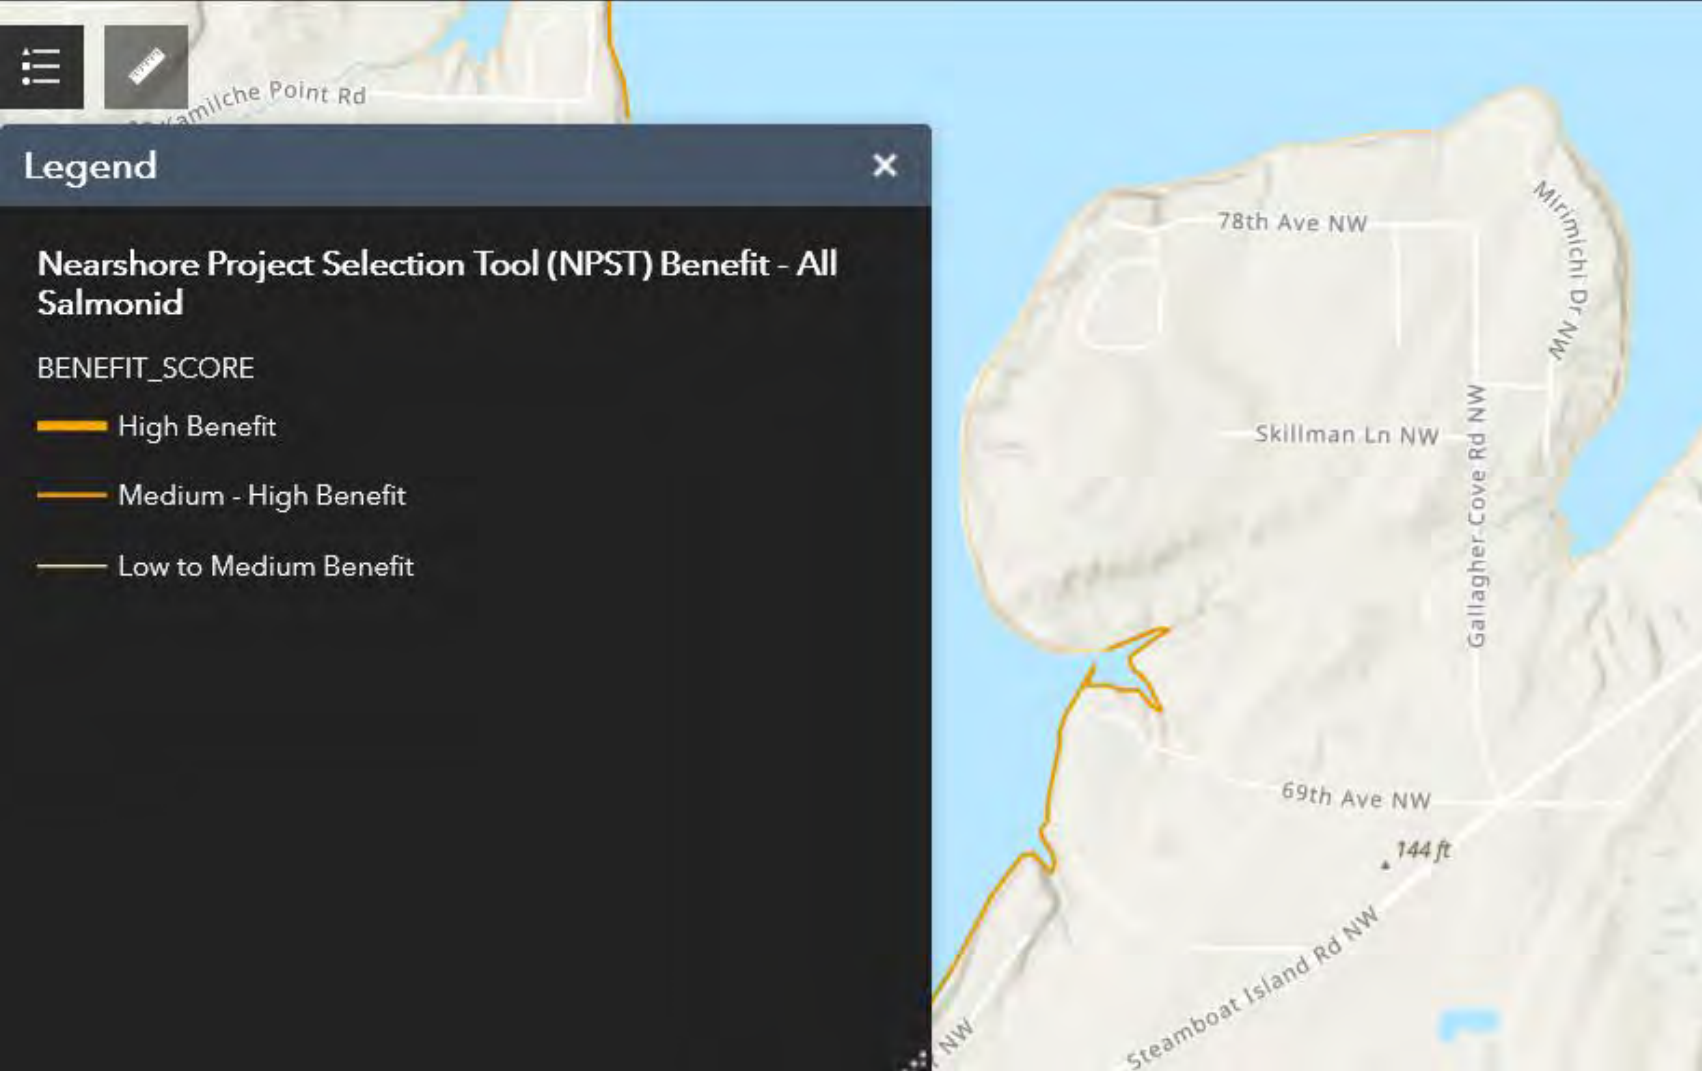 Kamilche Point Rd
Legend
Nearshore Project Selection Tool (NPST) Benefit - All
Salmonid
BENEFIT_SCORE
High Benefit
Medium - High Benefit
Low to Medium Benefit
78th Ave NW
Mirimichi Dr NW
Skillman Ln NW
Gallagher Cove Rd NW
69th Ave NW
144 ft
Steamboat Island Rd NW
NW